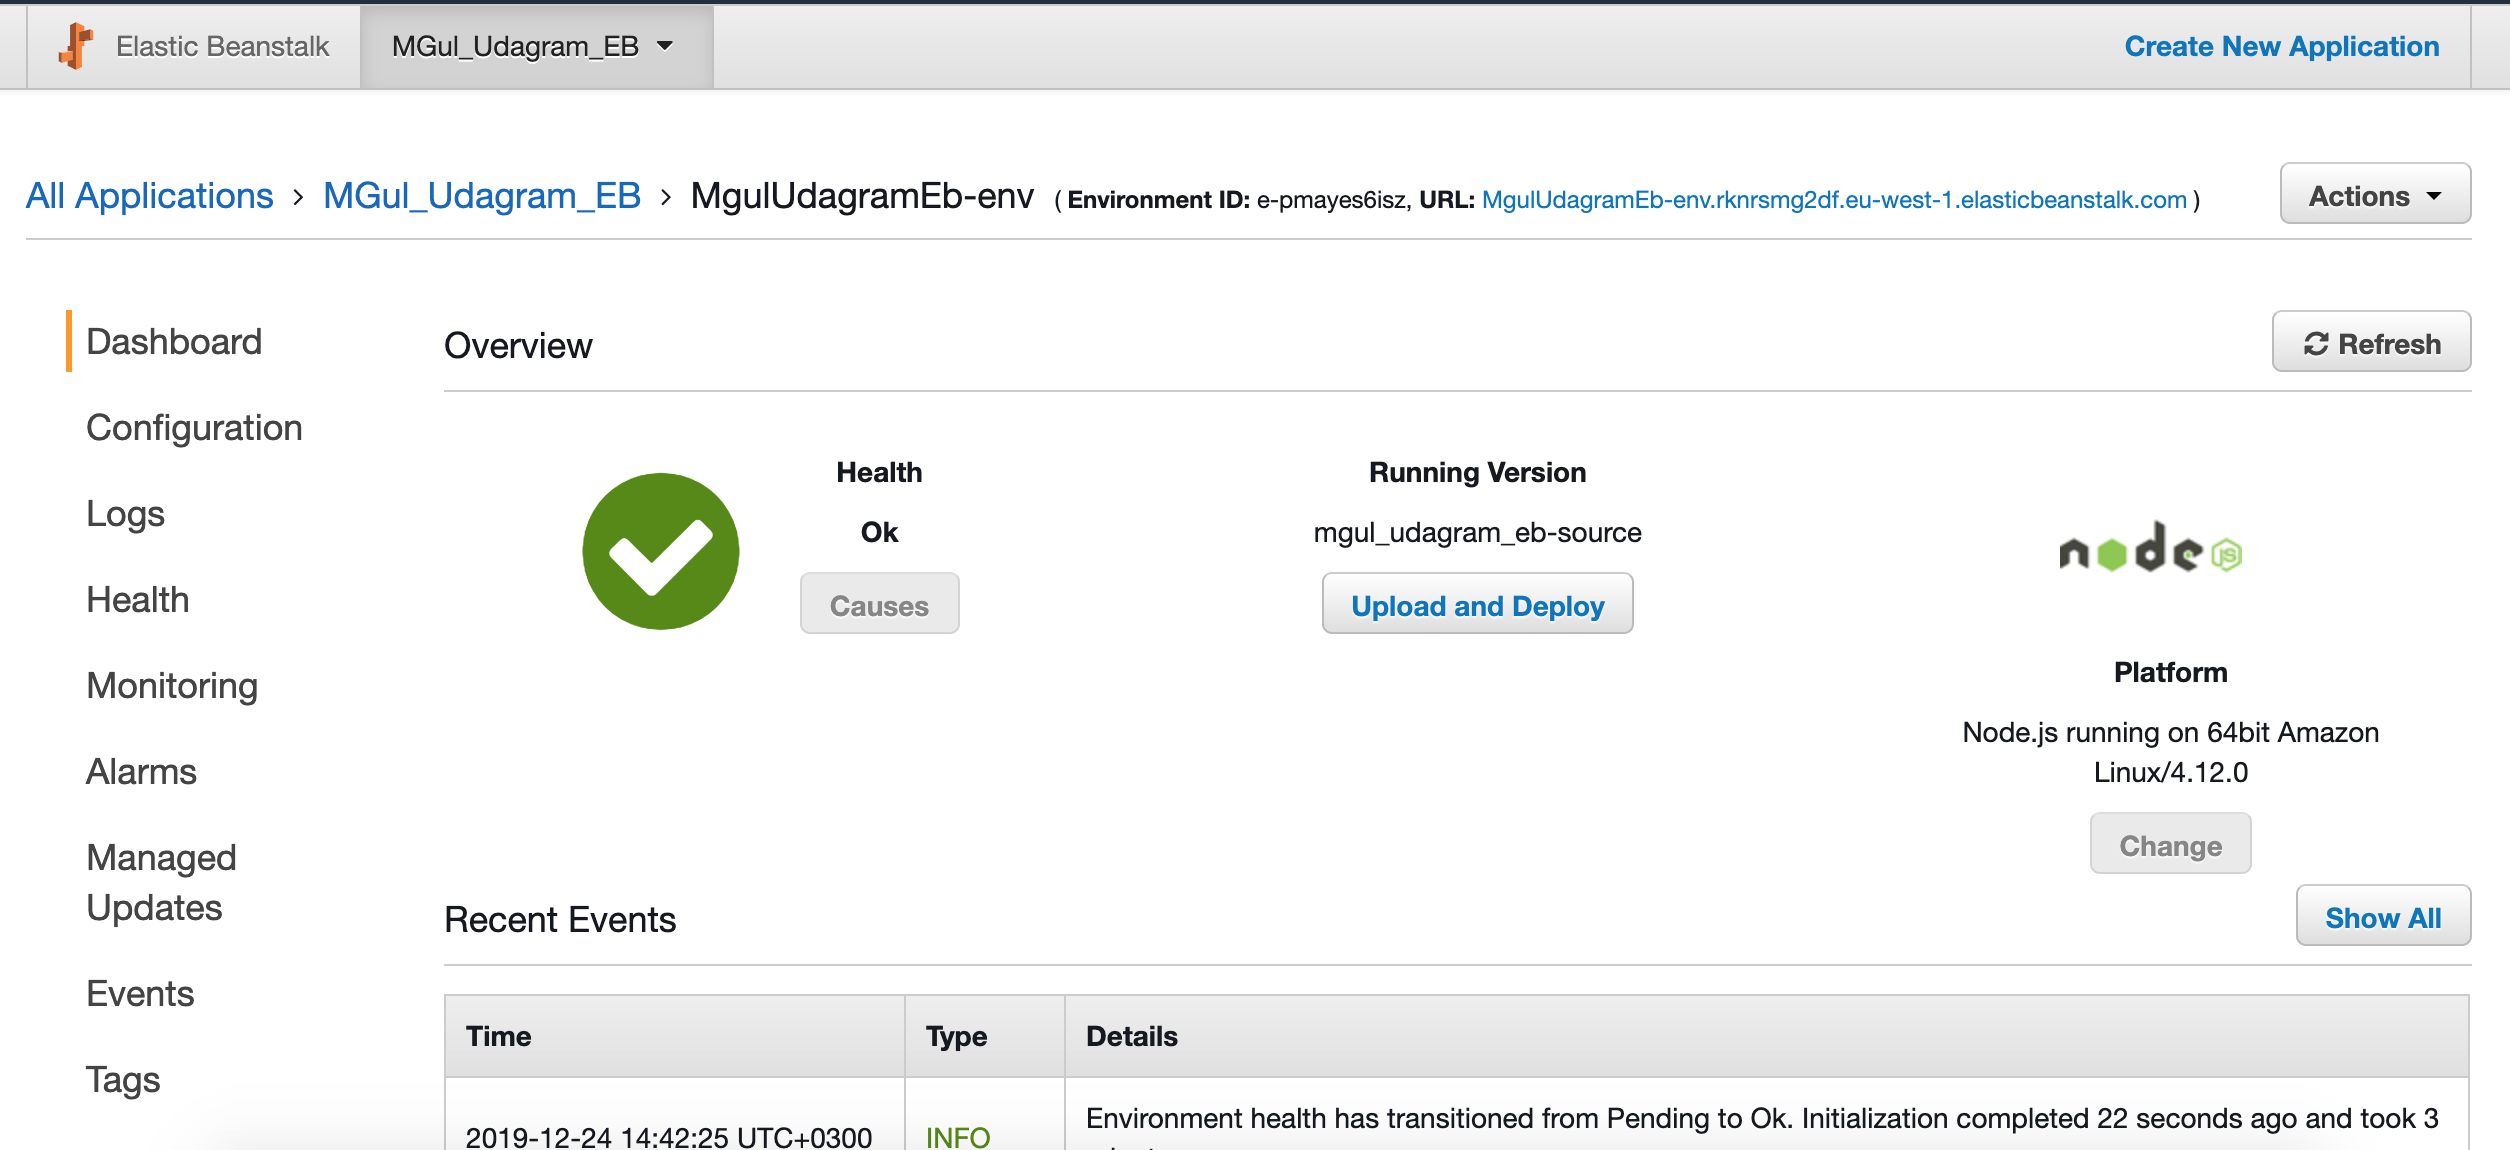 Elastic Beanstalk MGul_Udagram_EB Create New Application
All Applications › MGul_Udagram_EB › MgulUdagramEb-env ( Environment ID: e-pmayes6isz, URL: MgulUdagramEb-env.rknrsmg2df.eu-west-1.elasticbeanstalk.com ) Actions
Dashboard
Configuration
Logs
Health
Monitoring
Alarms
Managed
Updates
Events
Tags
Overview Refresh
Health
Ok
Causes
Running Version
mgul_udagram_eb-source
Upload and Deploy
node JS
Platform
Node.js running on 64bit Amazon
Linux/4.12.0
Change
Recent Events Show All
Time Type Details
2019-12-24 14:42:25 UTC+0300 INFO Environment health has transitioned from Pending to Ok. Initialization completed 22 seconds ago and took 3